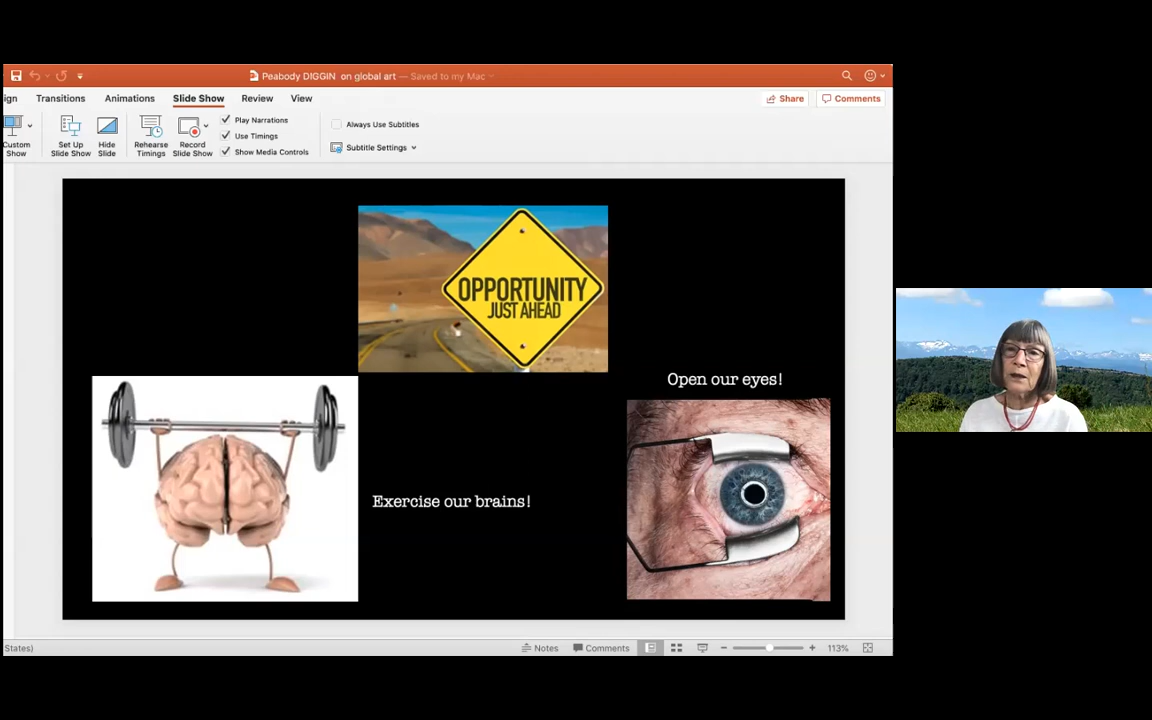 Peabody DIGGIN on global art — Saved to my Mac
ign
Transitions
Animations
Slide Show
Review
View
Share
Comments
Custom
Show
Set Up
Slide Show
Hide
Slide
Rehearse
Timings
Record
Slide Show
Play Narrations
Use Timings
Show Media Controls
Always Use Subtitles
Subtitle Settings
OPPORTUNITY
JUST AHEAD
Open our eyes!
Exercise our brains!
States)
Notes
Comments
113%